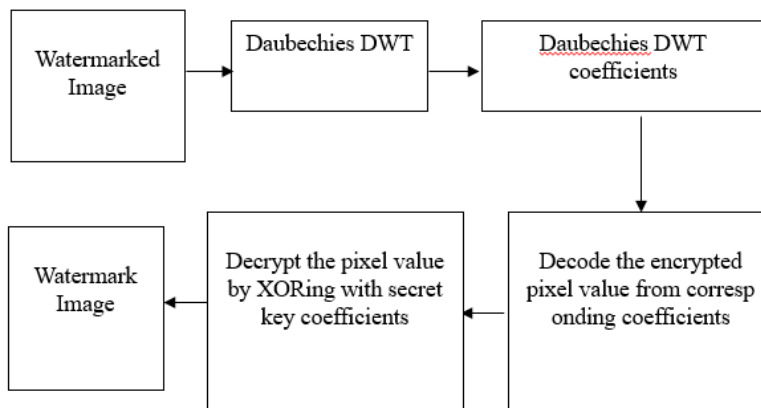 Watermarked
Image
Daubechies DWT
Daubechies DWT
coefficients
Decode the encrypted
pixel value from corresp
onding coefficients
Decrypt the pixel value
by XORing with secret
key coefficients
Watermark
Image